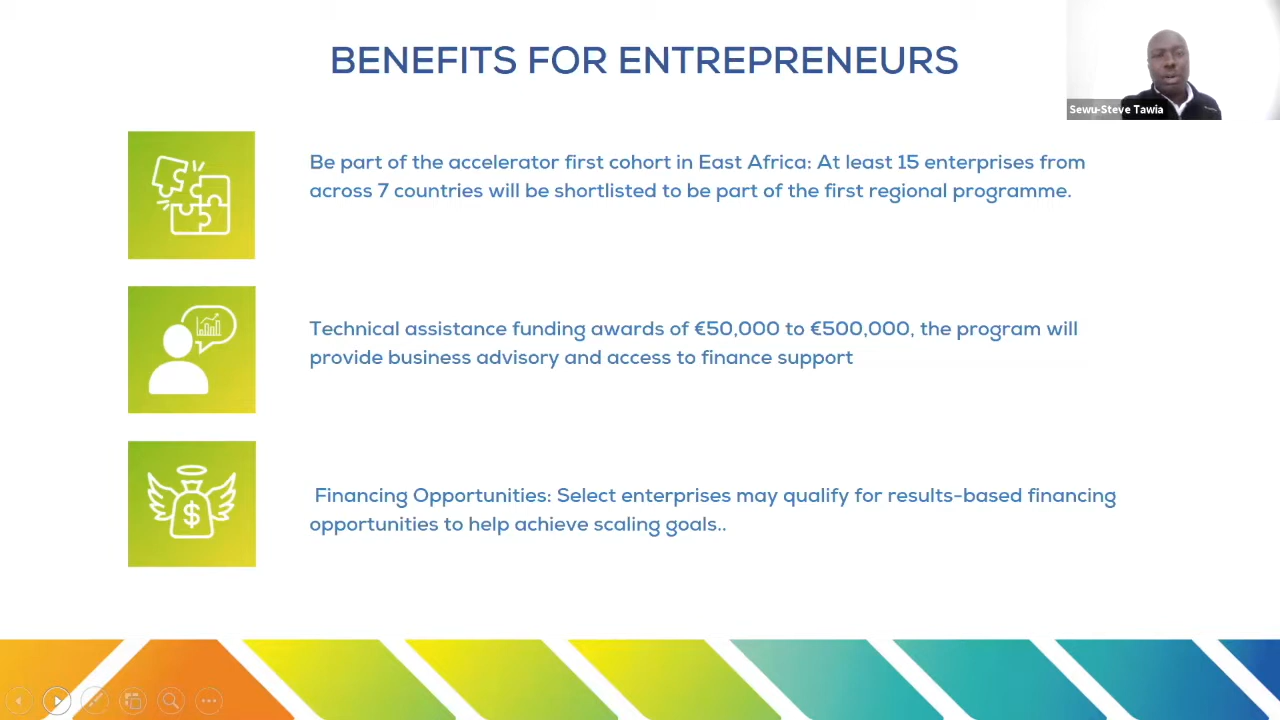 BENEFITS FOR ENTREPRENEURS
Sewu-Steve Tawia
Be part of the accelerator first cohort in East Africa: At least 15 enterprises from
across 7 countries will be shortlisted to be part of the first regional programme.
Technical assistance funding awards of €50,000 to €500,000, the program will
provide business advisory and access to finance support
$
Financing Opportunities: Select enterprises may qualify for results-based financing
opportunities to help achieve scaling goals..